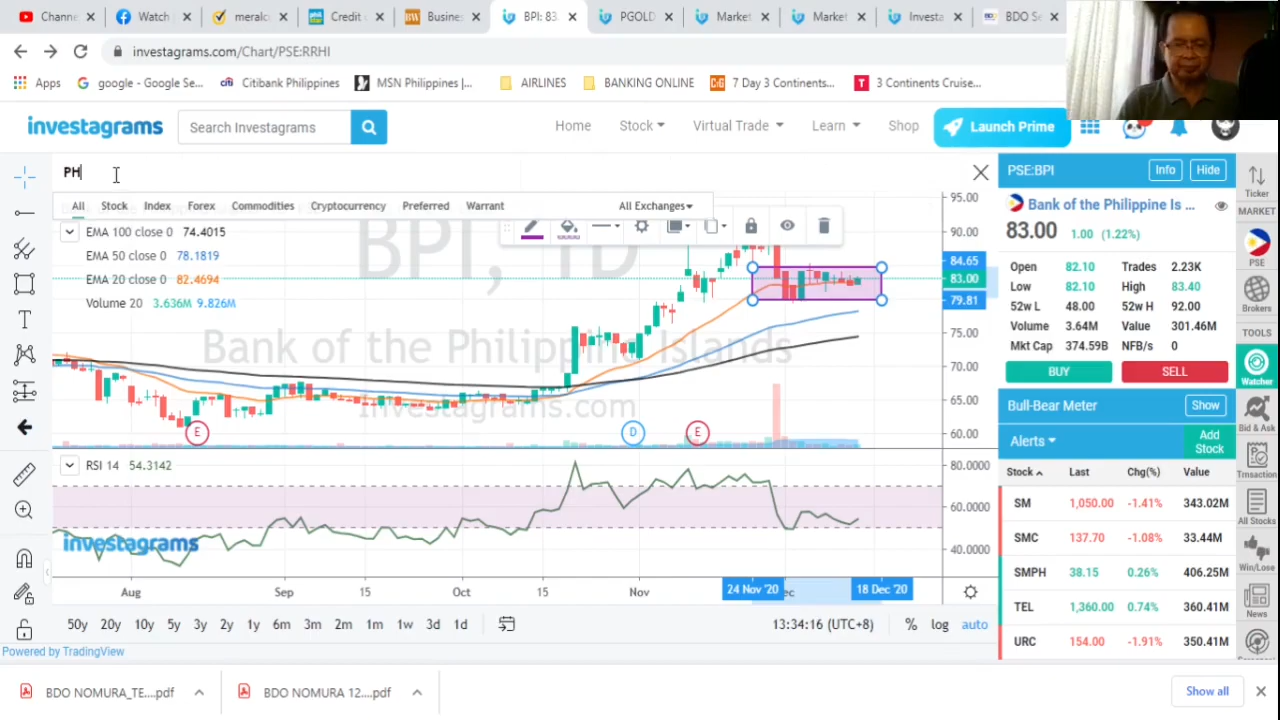 Channe
Watch
meralc
Credit c
Busines
BPI: 83.
PGOLD
Market
Market
Investa
BDO Se
investagrams.com/Chart/PSE:RRHI
Apps
google - Google Se...
Citibank Philippines
MSN Philippines |...
AIRLINES
BANKING ONLINE
7 Day 3 Continents...
3 Continents Cruise...
investagrams
Search Investagrams
Home
Stock
Virtual Trade
Learn
Shop
Launch Prime
PH
All
Stock
Index
Forex
Commodities
Cryptocurrency
Preferred
Warrant
All Exchanges
EMA 100 close 0 74.4015
EMA 50 close 0 78.1819
EMA 20 close 0 82.4694
Volume 20 3.636M 9.826M
BPI, 1D
Bank of the Philippine Islands
Investagrams.com
95.00
90.00
84.65
83.00
79.81
75.00
70.00
65.00
60.00
E
D
E
RSI 14 54.3142
80.0000
60.0000
40.0000
investagrams
Aug
Sep
15
Oct
15
Nov
24 Nov '20
ec
18 Dec '20
50y 20y 10y 5y 3y 2y 1y 6m 3m 2m 1m 1w 3d 1d
13:34:16 (UTC+8)
% log auto
Powered by TradingView
PSE:BPI
Info
Hide
Bank of the Philippine Is ...
83.00 1.00 (1.22%)
Open 82.10 Trades 2.23K
Low 82.10 High 83.40
52w L 48.00 52w H 92.00
Volume 3.64M Value 301.46M
Mkt Cap 374.59B NFB/s 0
BUY
SELL
Bull-Bear Meter
Show
Alerts
Add Stock
Stock Last Chg(%) Value
SM 1,050.00 -1.41% 343.02M
SMC 137.70 -1.08% 33.44M
SMPH 38.15 0.26% 406.25M
TEL 1,360.00 0.74% 360.41M
URC 154.00 -1.91% 350.41M
Ticker
MARKET
PSE
Brokers
TOOLS
Watcher
Bid & Ask
Trnsaction
All Stocks
Win/Lose
News
BDO NOMURA_TE....pdf
BDO NOMURA 12....pdf
Show all